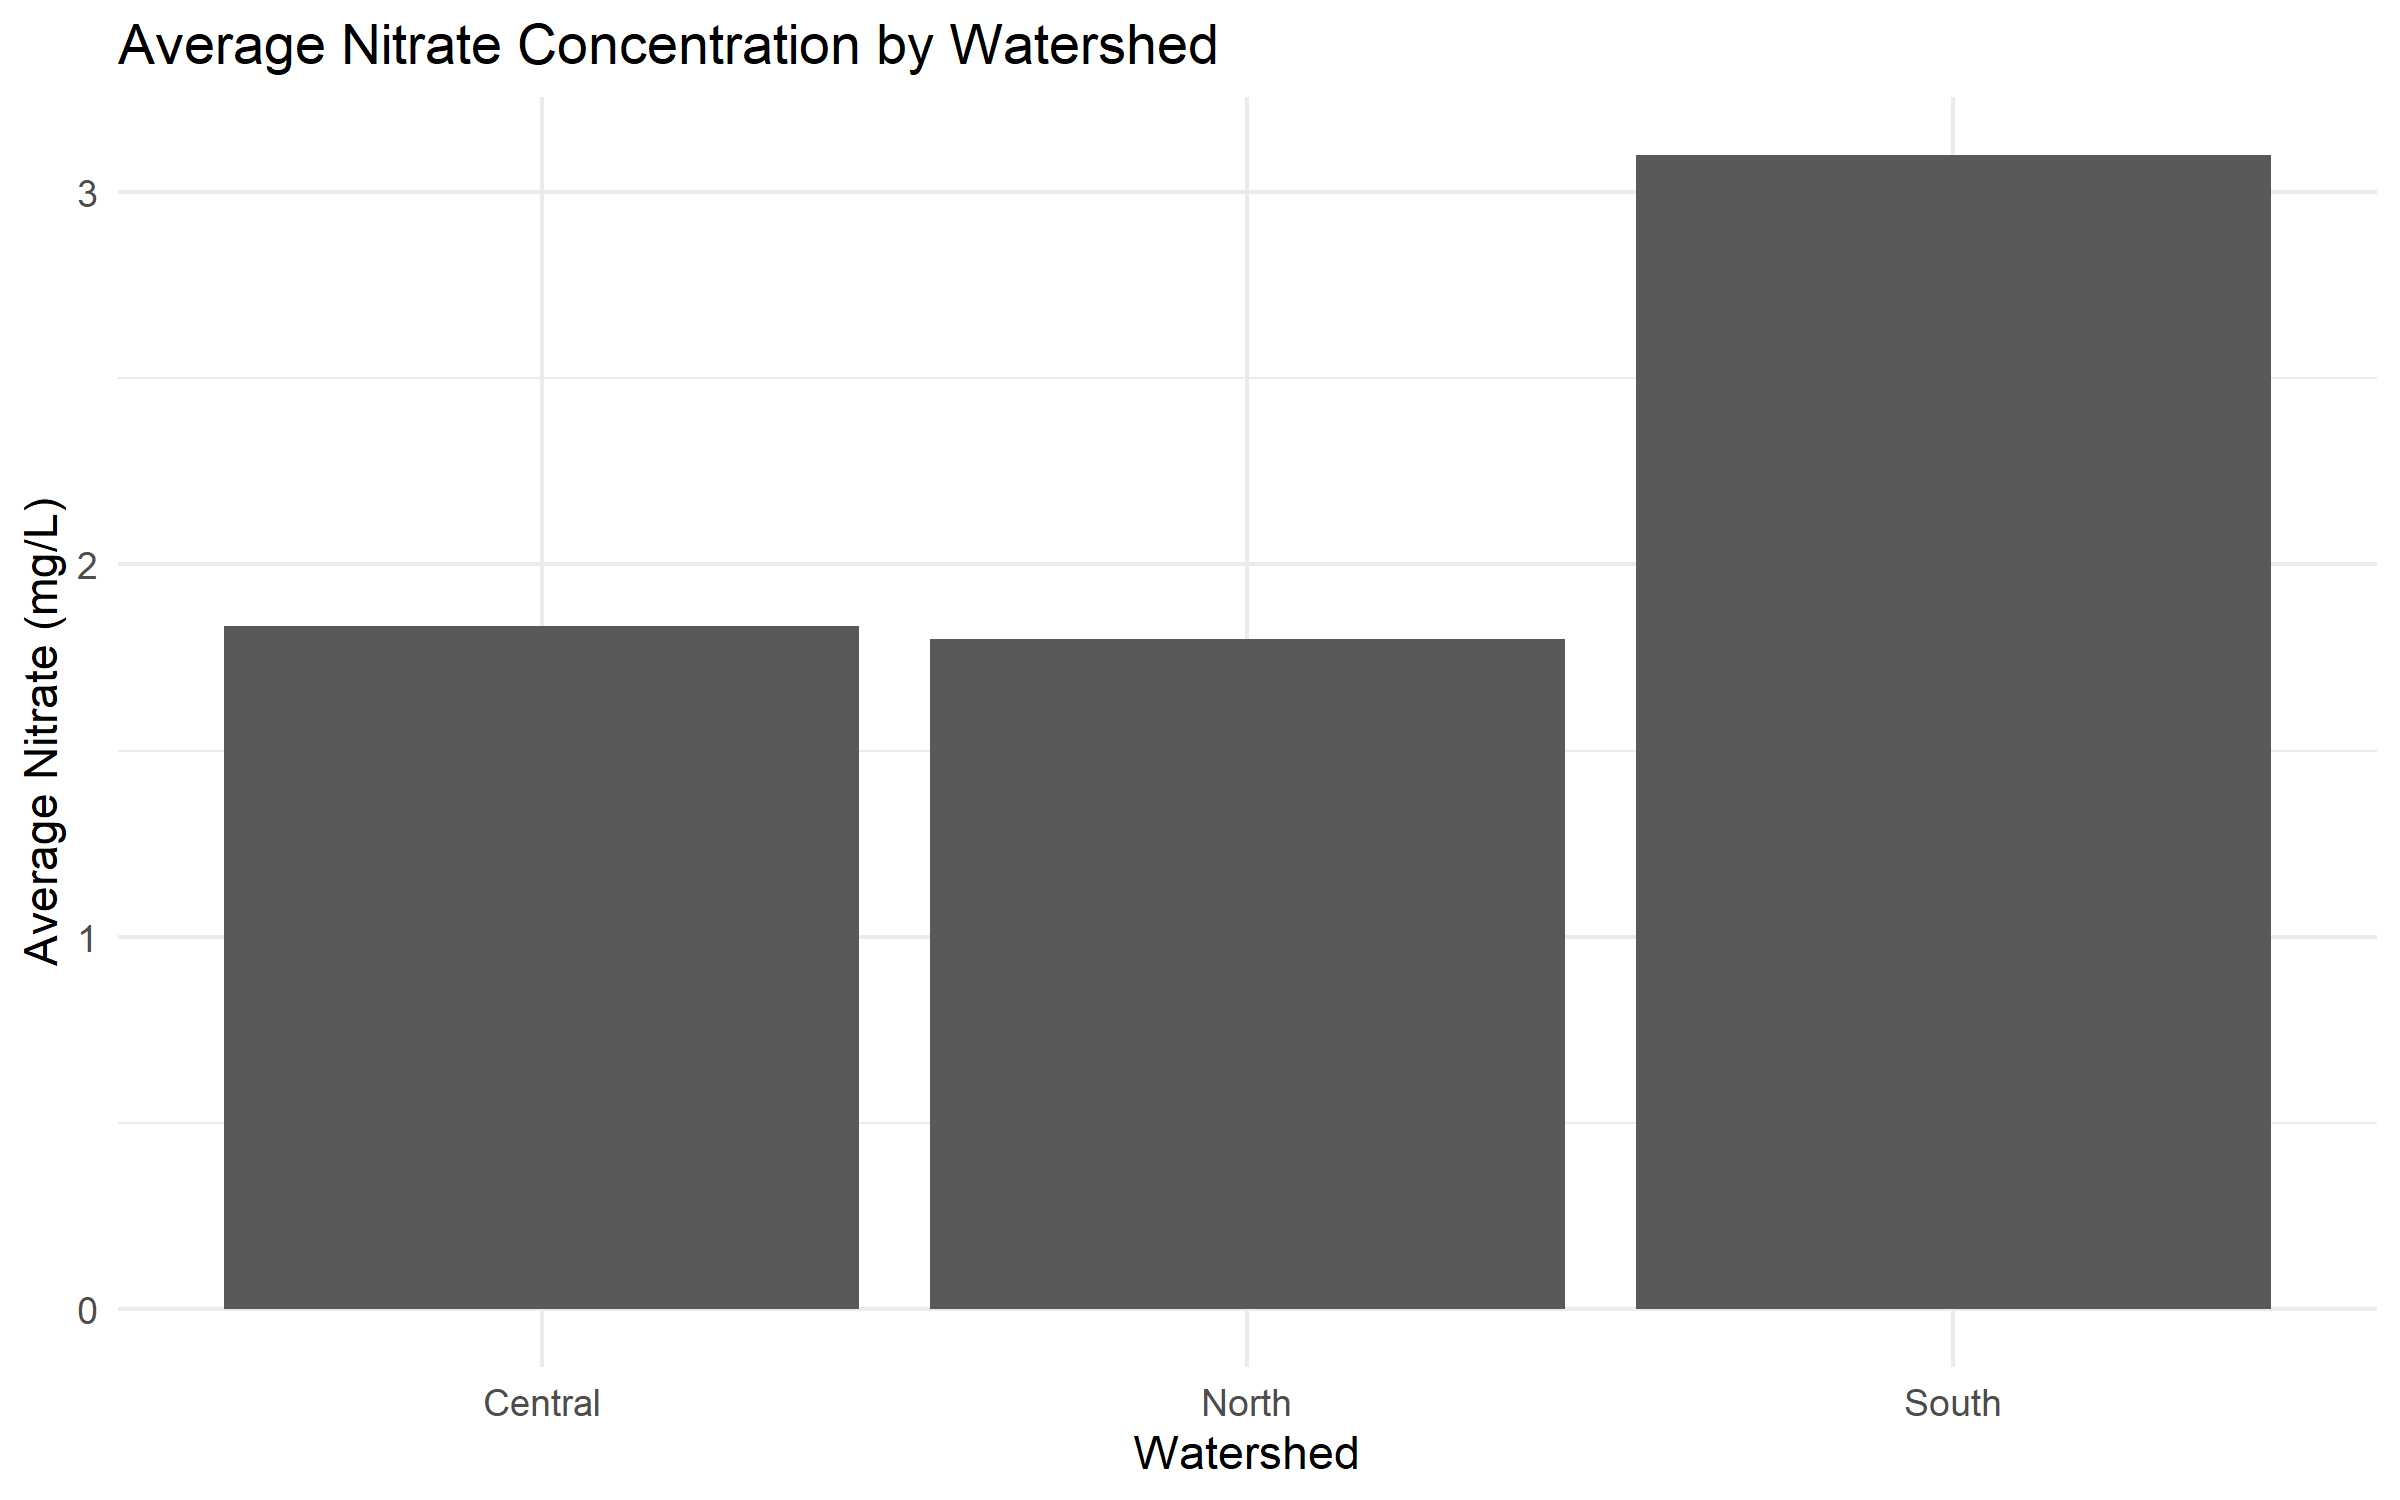 Average Nitrate Concentration by Watershed
Average Nitrate (mg/L)
3
2
1
0
Central
North
South
Watershed